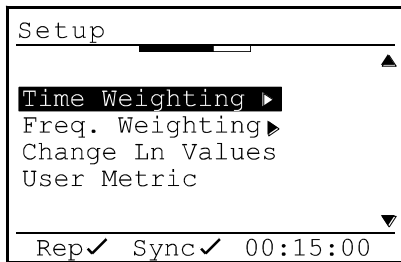 Setup
Time Weighting ▶
Freq. Weighting▶
Change Ln Values
User Metric
Rep✓ Sync✓ 00:15:00